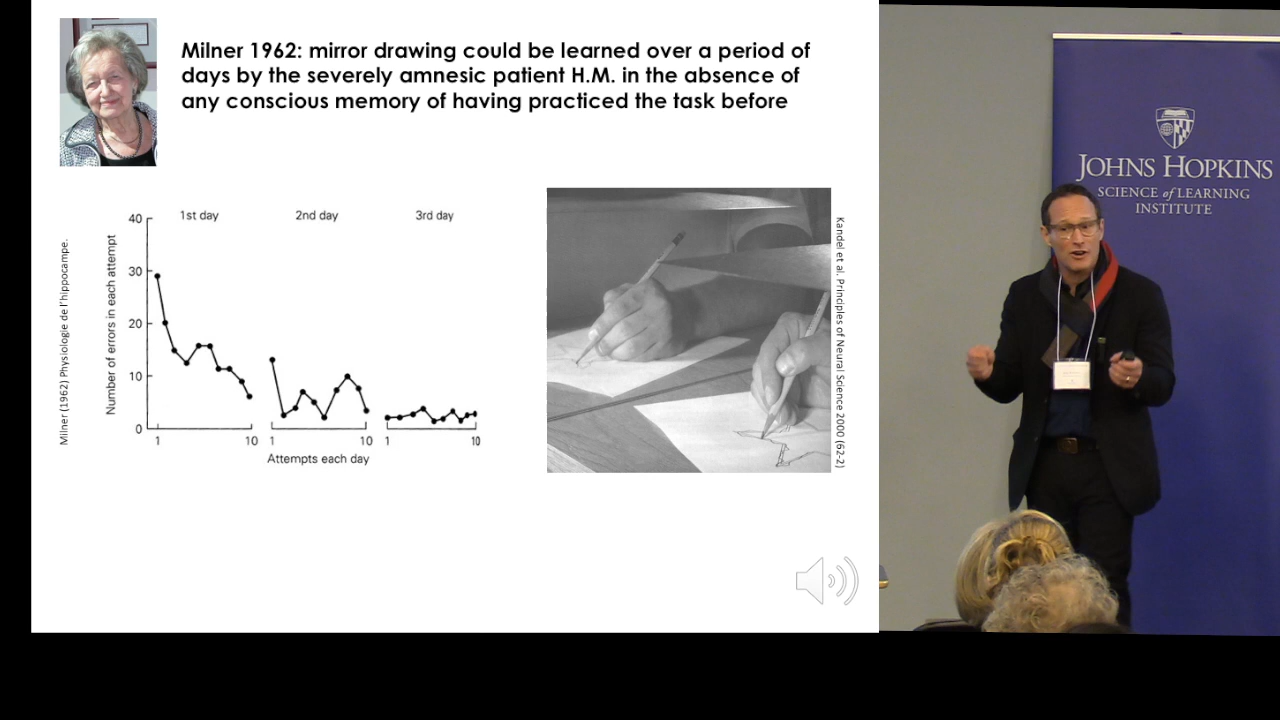 Milner 1962: mirror drawing could be learned over a period of
days by the severely amnesic patient H.M. in the absence of
any conscious memory of having practiced the task before
Milner (1962) Physiologie de l'hippocampe.
Number of errors in each attempt
40
30
20
10
0
1st day
2nd day
3rd day
1
10
1
10
1
10
Attempts each day
Kandel et al. Principles of Neural Science 2000 (62-2)
JOHNS HOPKINS
SCIENCE of LEARNING
INSTITUTE